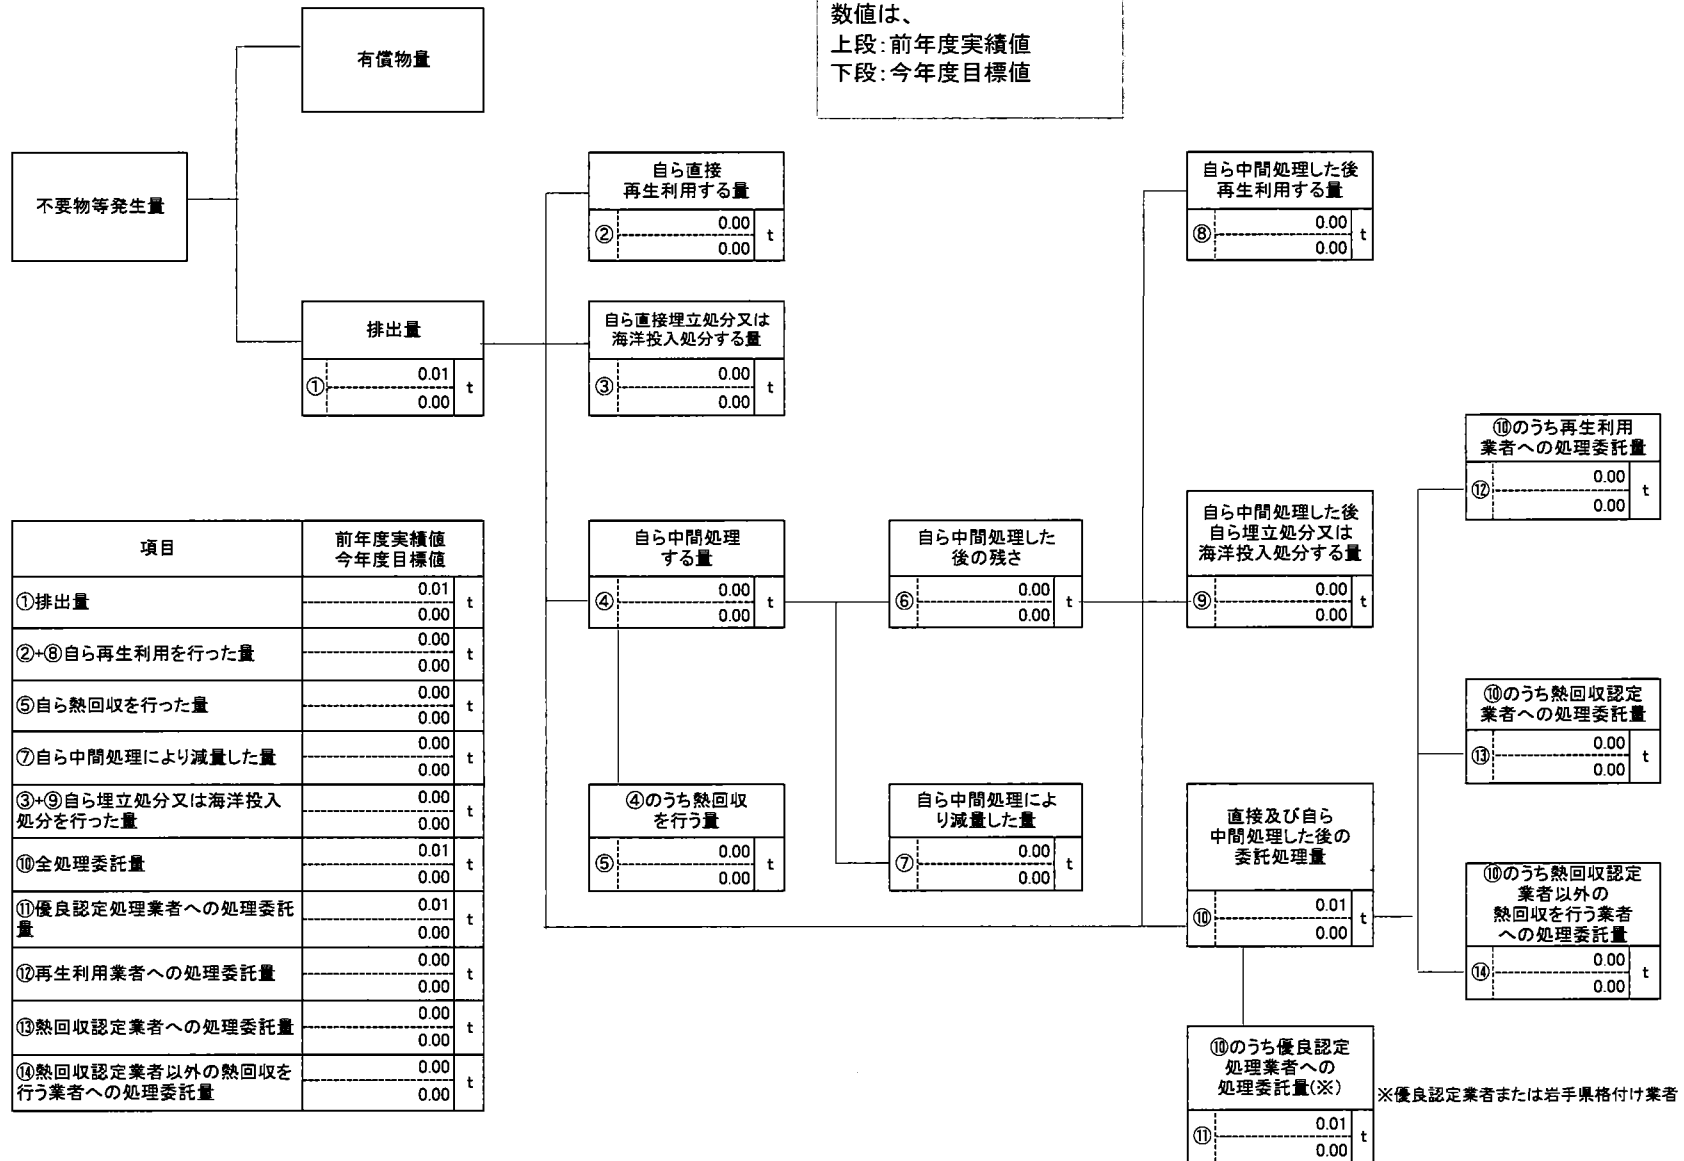 数値は、
上段:前年度実績値
下段:今年度目標値
有償物量
不要物等発生量
排出量
① 0.01 t
0.00
自ら直接
再生利用する量
② 0.00 t
0.00
自ら直接埋立処分又は
海洋投入処分する量
③ 0.00 t
0.00
自ら中間処理
する量
④ 0.00 t
0.00
④のうち熱回収
を行う量
⑤ 0.00 t
0.00
自ら中間処理した
後の残さ
⑥ 0.00 t
0.00
自ら中間処理によ
り減量した量
⑦ 0.00 t
0.00
自ら中間処理した後
再生利用する量
⑧ 0.00 t
0.00
自ら中間処理した後
自ら埋立処分又は
海洋投入処分する量
⑨ 0.00 t
0.00
直接及び自ら
中間処理した後の
委託処理量
⑩ 0.01 t
0.00
⑩のうち優良認定
処理業者への
処理委託量(※)
⑪ 0.01 t
0.00
※優良認定業者または岩手県格付け業者
⑩のうち再生利用
業者への処理委託量
⑫ 0.00 t
0.00
⑩のうち熱回収認定
業者への処理委託量
⑬ 0.00 t
0.00
⑩のうち熱回収認定
業者以外の
熱回収を行う業者
への処理委託量
⑭ 0.00 t
0.00
項目 前年度実績値
今年度目標値
①排出量 0.01 t
0.00
②+⑧自ら再生利用を行った量 0.00 t
0.00
⑤自ら熱回収を行った量 0.00 t
0.00
⑦自ら中間処理により減量した量 0.00 t
0.00
③+⑨自ら埋立処分又は海洋投入 0.00 t
処分を行った量 0.00
⑩全処理委託量 0.01 t
0.00
⑪優良認定処理業者への処理委託 0.01 t
量 0.00
⑫再生利用業者への処理委託量 0.00 t
0.00
⑬熱回収認定業者への処理委託量 0.00 t
0.00
⑭熱回収認定業者以外の熱回収を 0.00 t
行う業者への処理委託量 0.00